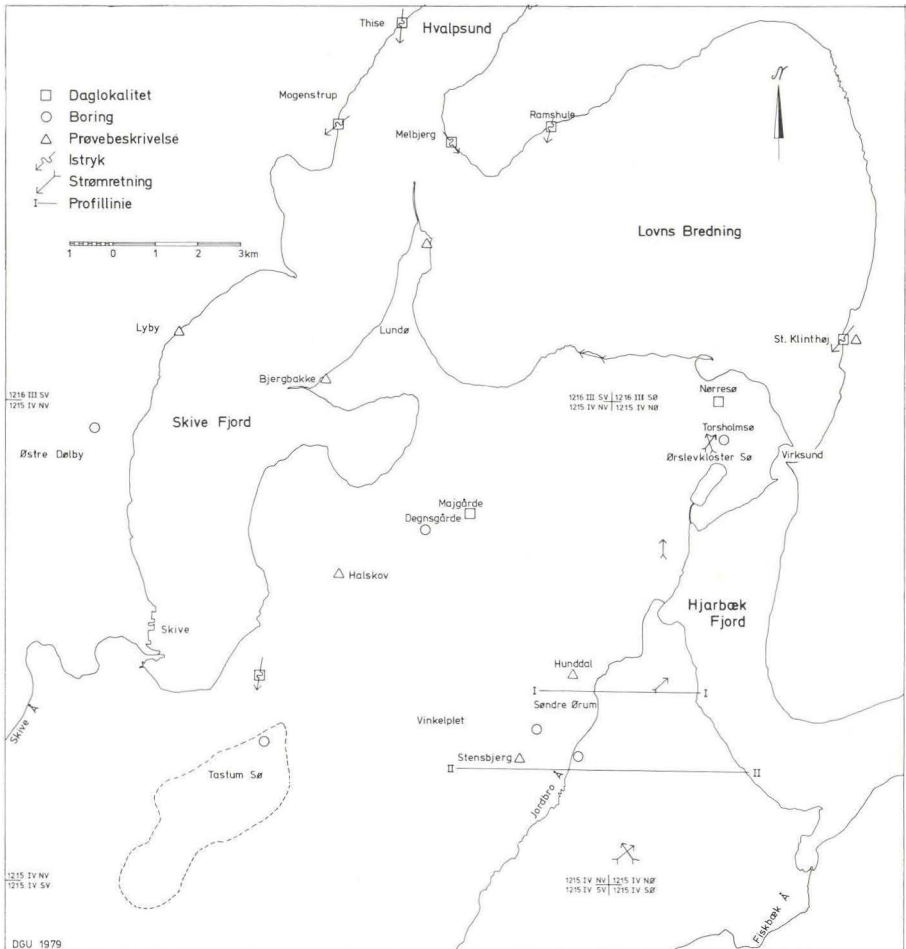 Thise
Hvalpsund
Daglokalitet
Boring
Prøvebeskrivelse
Istryk
Strømretning
I Profillinie
Mogenstrup
Melbjerg
Ramshule
N
1 0 1 2 3km
Lovns Bredning
Lyby
Lundø
St. Klinthøj
Bjergbakke
1216 III SV
1215 IV NV
1216 III SV 1216 III SØ
1215 IV NV 1215 IV NØ
Nørresø
Skive Fjord
Østre Dølby
Torsholmsø
Ørslevkloster Sø
Virksund
Majgårde
Degnsgårde
Halskov
Hjarbæk
Fjord
Skive
Hunddal
I I
Søndre Ørum
Skive Å
Vinkelplet
Stensbjerg
II II
Tastum Sø
Jordbro Å
1215 IV NV
1215 IV SV
1215 IV NV 1215 IV NØ
1215 IV SV 1215 IV SØ
Fiskbæk Å
DGU 1979